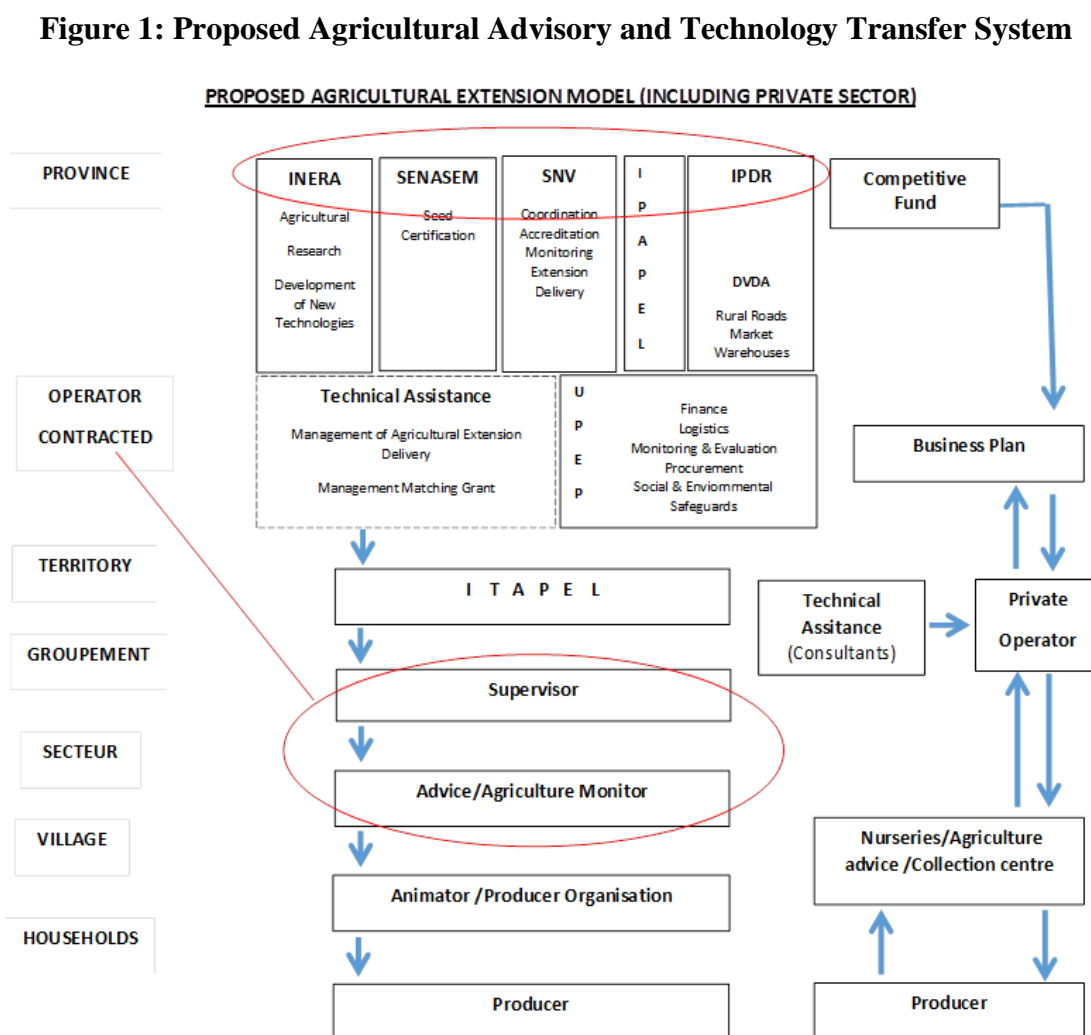 Figure 1: Proposed Agricultural Advisory and Technology Transfer System
PROPOSED AGRICULTURAL EXTENSION MODEL (INCLUDING PRIVATE SECTOR)
PROVINCE
INERA
Agricultural
Research
Development
of New
Technologies
SENASEM
Seed
Certification
SNV
Coordination
Accreditation
Monitoring
Extension
Delivery
I
P
A
P
E
L
IPDR
DVDA
Rural Roads
Market
Warehouses
Competitive
Fund
OPERATOR
CONTRACTED
Technical Assistance
Management of Agricultural Extension
Delivery
Management Matching Grant
U
P
E
P
Finance
Logistics
Monitoring & Evaluation
Procurement
Social & Enviornmental
Safeguards
Business Plan
TERRITORY
I T A P E L
Technical
Assitance
(Consultants)
Private
Operator
GROUPEMENT
Supervisor
SECTEUR
Advice/Agriculture Monitor
VILLAGE
Nurseries/Agriculture
advice /Collection centre
Animator /Producer Organisation
HOUSEHOLDS
Producer
Producer